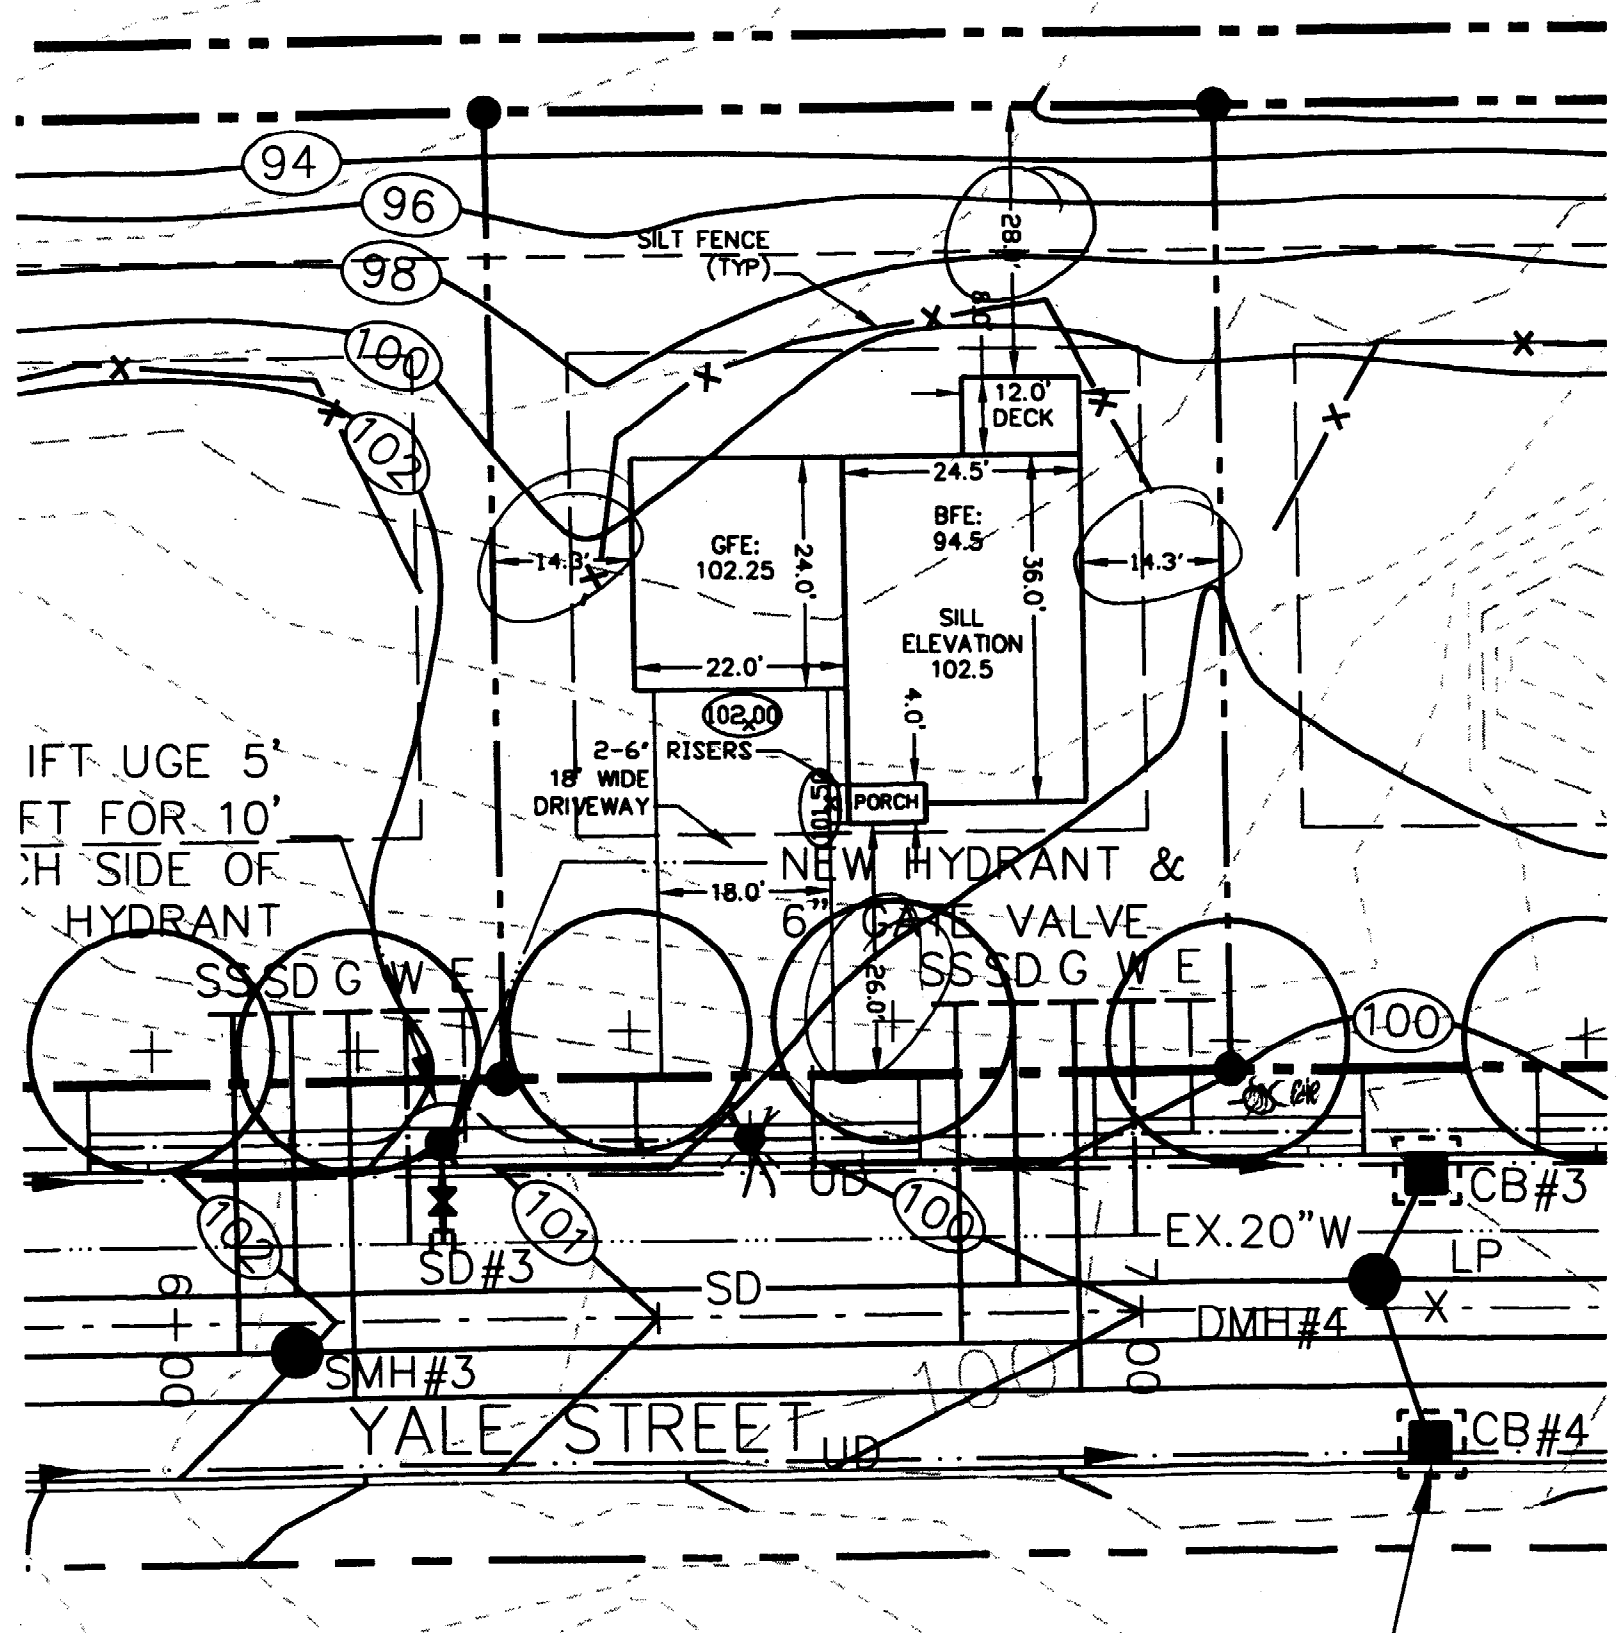 94
96
SILT FENCE
(TYP)
98
100
102
12.0'
DECK
24.5'
BFE:
94.5
GFE:
102.25
24.0'
14.3'
14.3'
36.0'
SILL
ELEVATION
102.5
22.0'
4.0'
102.00
2-6" RISERS
18' WIDE
DRIVEWAY
PORCH
IFT UGE 5'
FT FOR 10'
CH SIDE OF
HYDRANT
18.0'
NEW HYDRANT &
6" GATE VALVE
SS SD G W E
SS SD G W E
26.0'
100
UD
CB#3
102
101
100
EX.20"W
LP
SD#3
SD
X
DMH#4
6+00
SMH#3
100
YALE STREET
UD
CB#4